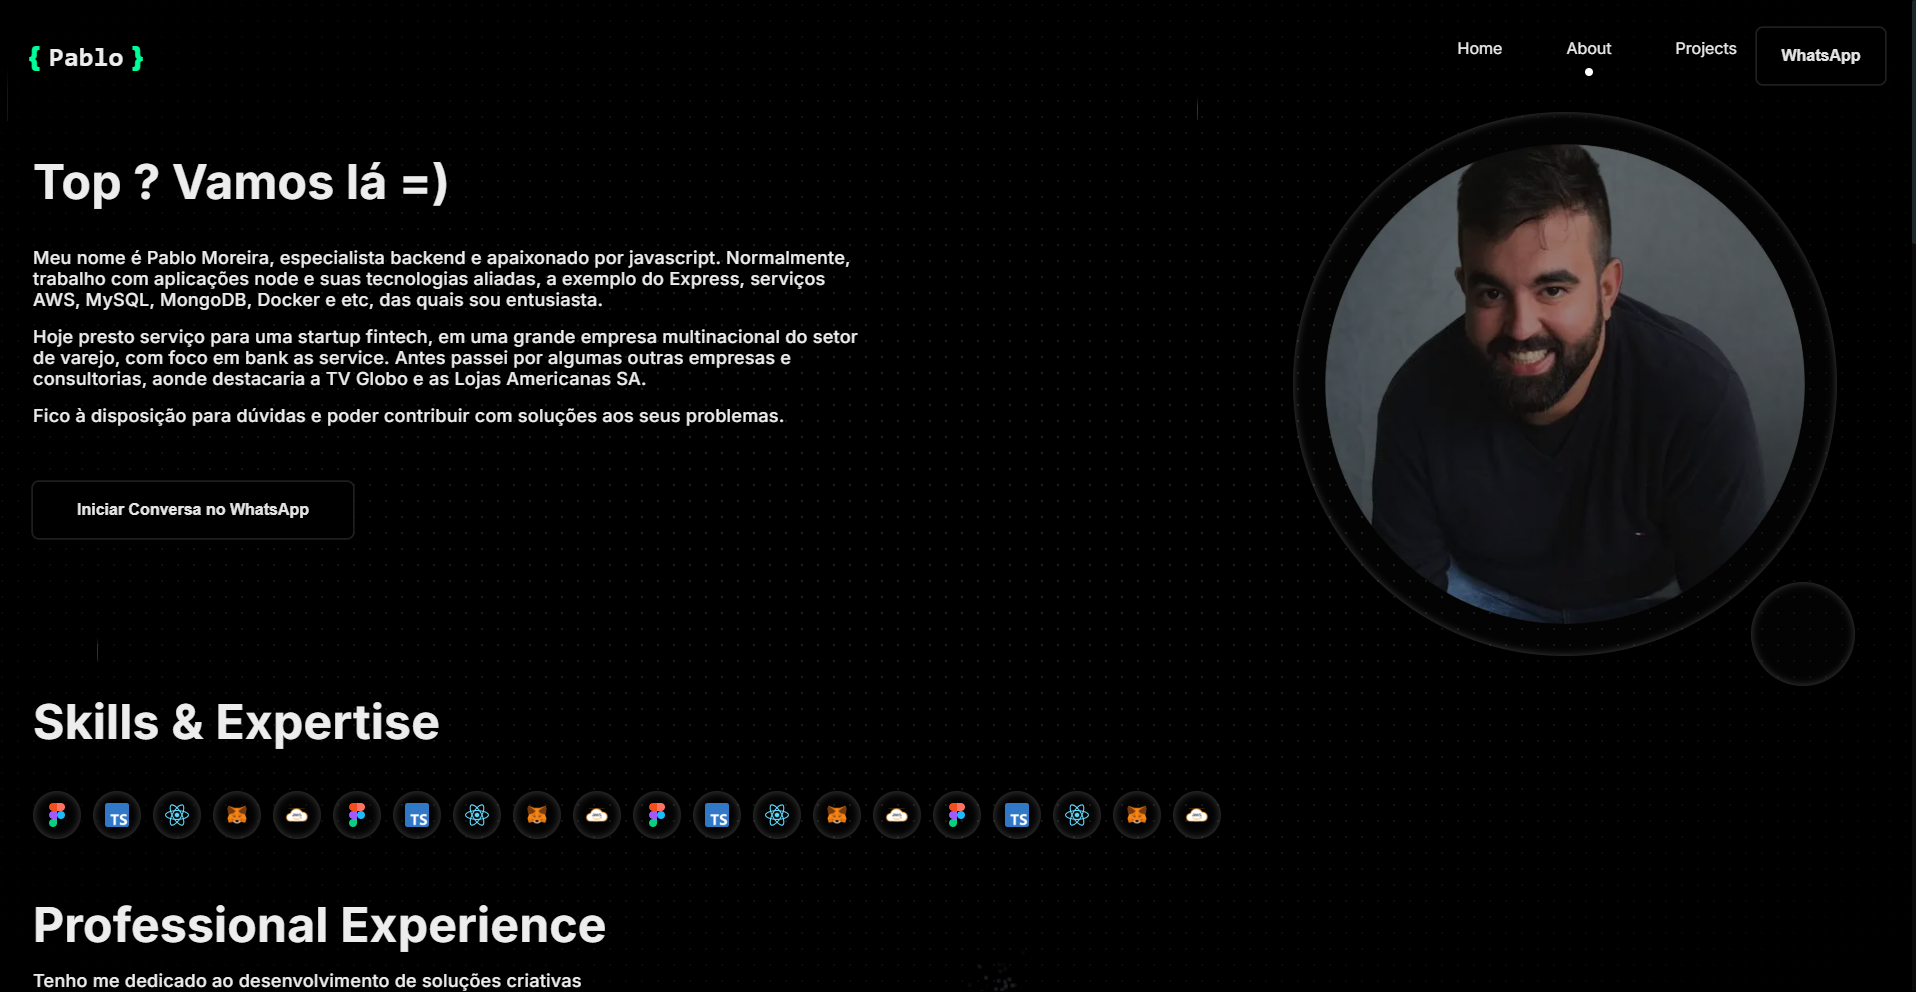 { Pablo }
Home
About
Projects
WhatsApp
Top ? Vamos lá =)
Meu nome é Pablo Moreira, especialista backend e apaixonado por javascript. Normalmente,
trabalho com aplicações node e suas tecnologias aliadas, a exemplo do Express, serviços
AWS, MySQL, MongoDB, Docker e etc, das quais sou entusiasta.
Hoje presto serviço para uma startup fintech, em uma grande empresa multinacional do setor
de varejo, com foco em bank as service. Antes passei por algumas outras empresas e
consultorias, aonde destacaria a TV Globo e as Lojas Americanas SA.
Fico à disposição para dúvidas e poder contribuir com soluções aos seus problemas.
Iniciar Conversa no WhatsApp
Skills & Expertise
TS
TS
TS
TS
Professional Experience
Tenho me dedicado ao desenvolvimento de soluções criativas